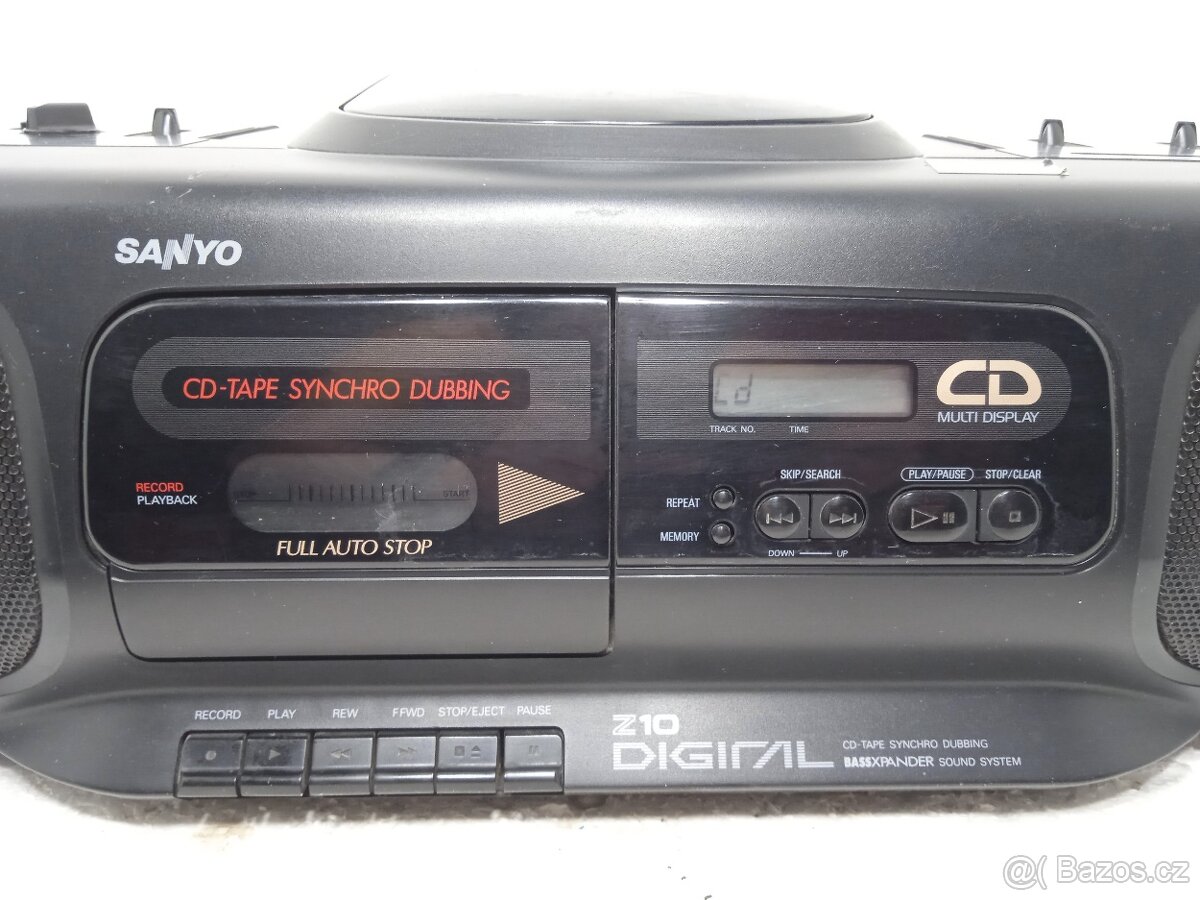 SANYO
CD-TAPE SYNCHRO DUBBING
CD
MULTI DISPLAY
TRACK NO. TIME
RECORD
PLAYBACK
STOP START
FULL AUTO STOP
SKIP/SEARCH PLAY/PAUSE STOP/CLEAR
REPEAT
MEMORY
DOWN UP
RECORD PLAY REW F FWD STOP/EJECT PAUSE
Z10
DIGITAL
CD-TAPE SYNCHRO DUBBING
BASSXPANDER SOUND SYSTEM
Bazos.cz